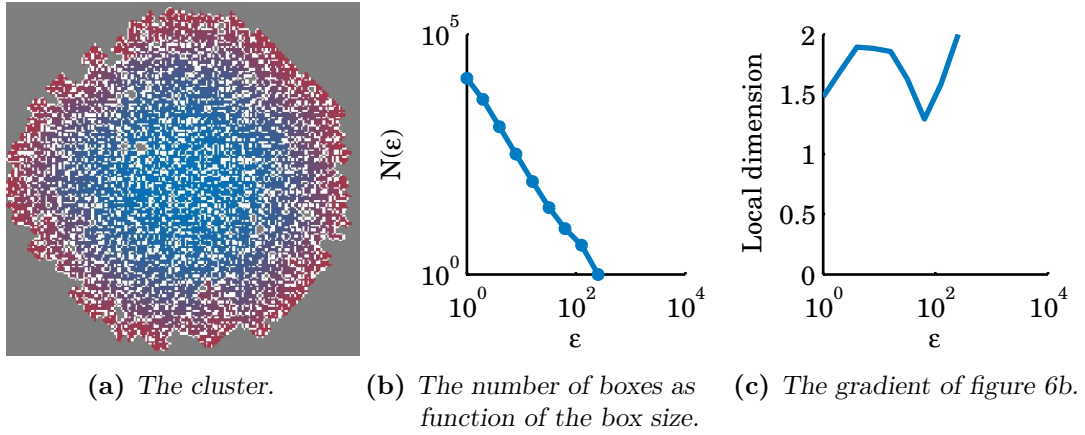 10^5
N(ε)
10^0
10^0 10^2 10^4
ε
2
1.5
1
0.5
0
Local dimension
10^0 10^2 10^4
ε
(a) The cluster.
(b) The number of boxes as
function of the box size.
(c) The gradient of figure 6b.